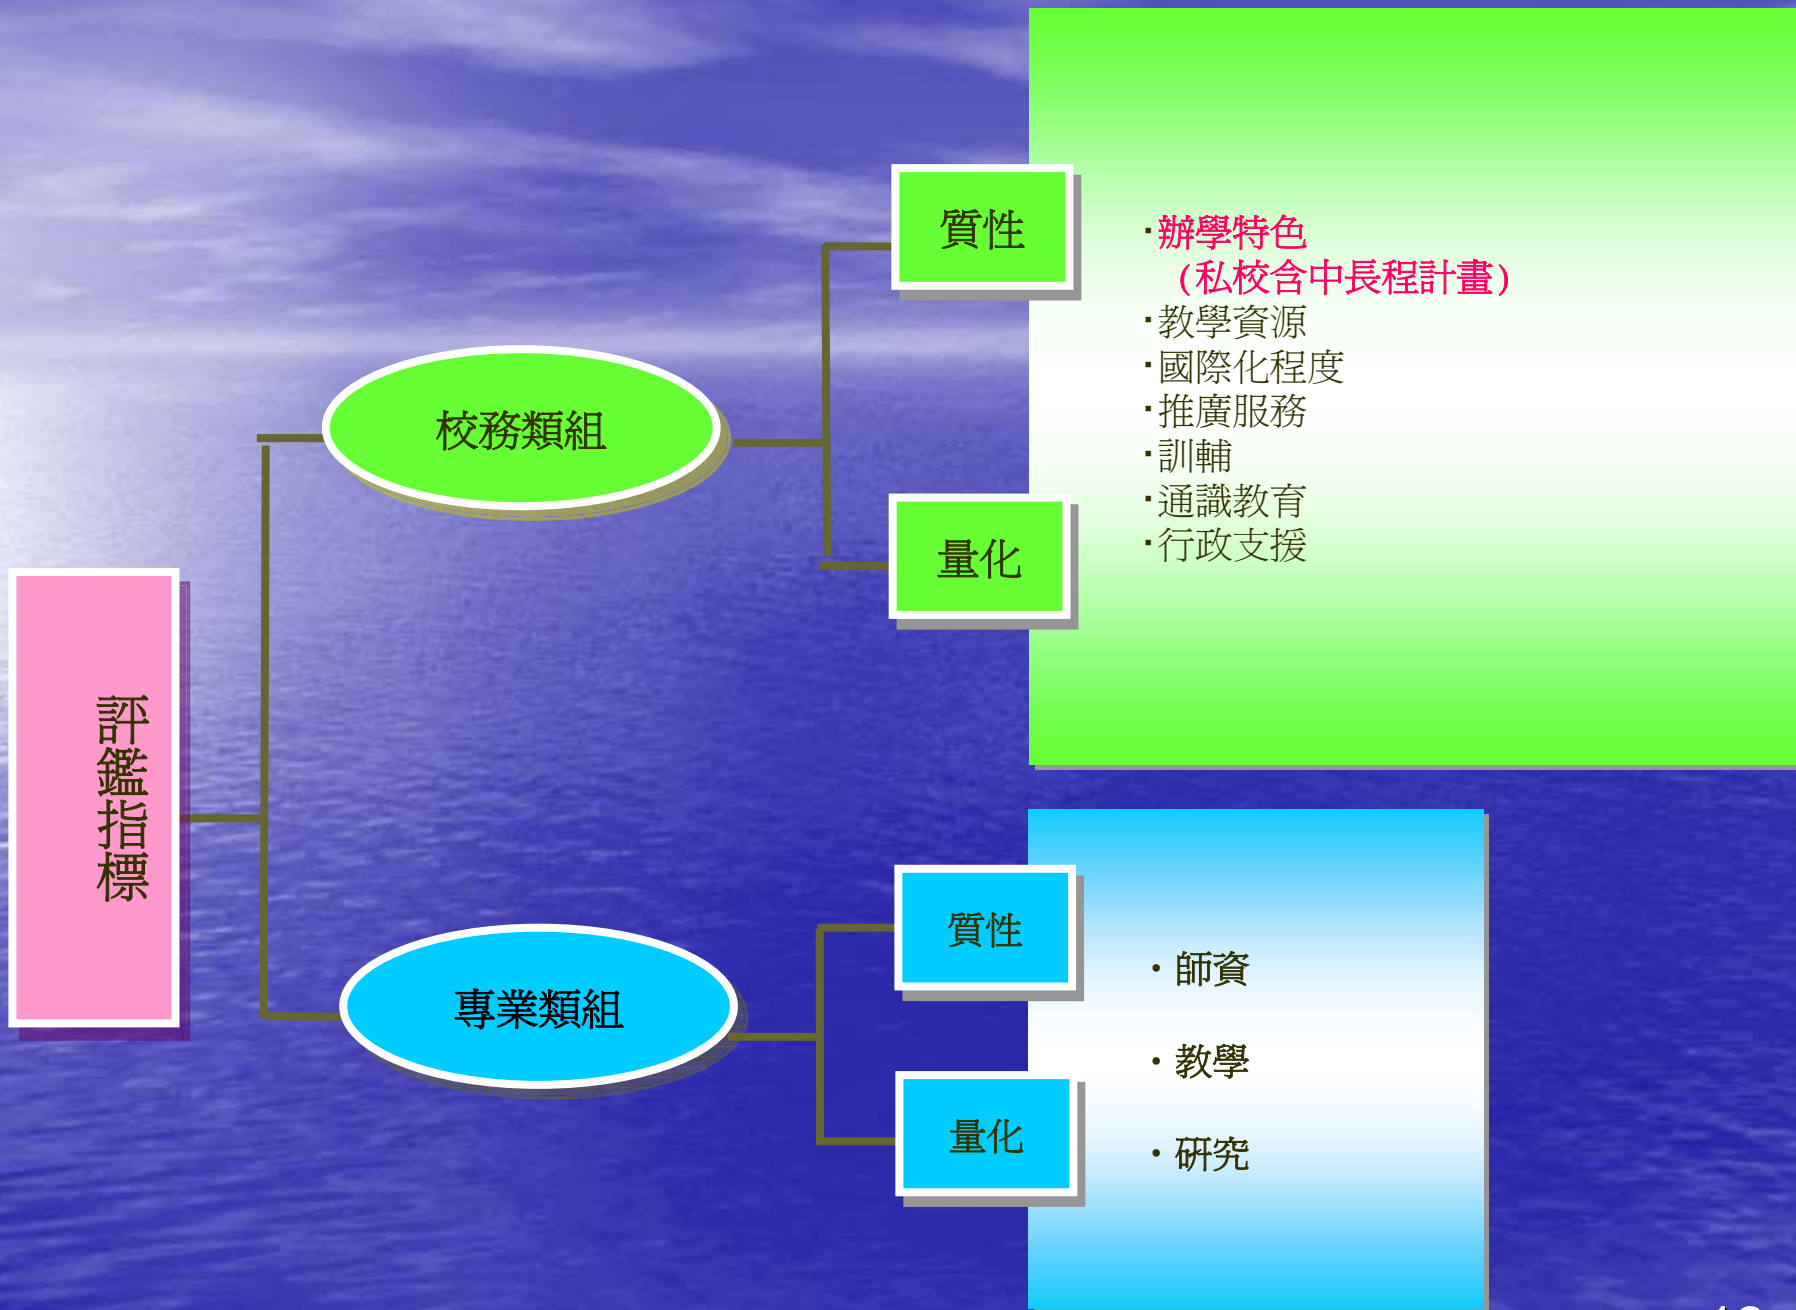 評鑑指標
校務類組
質性
量化
‧辦學特色
(私校含中長程計畫)
‧教學資源
‧國際化程度
‧推廣服務
‧訓輔
‧通識教育
‧行政支援
專業類組
質性
量化
‧師資
‧教學
‧研究